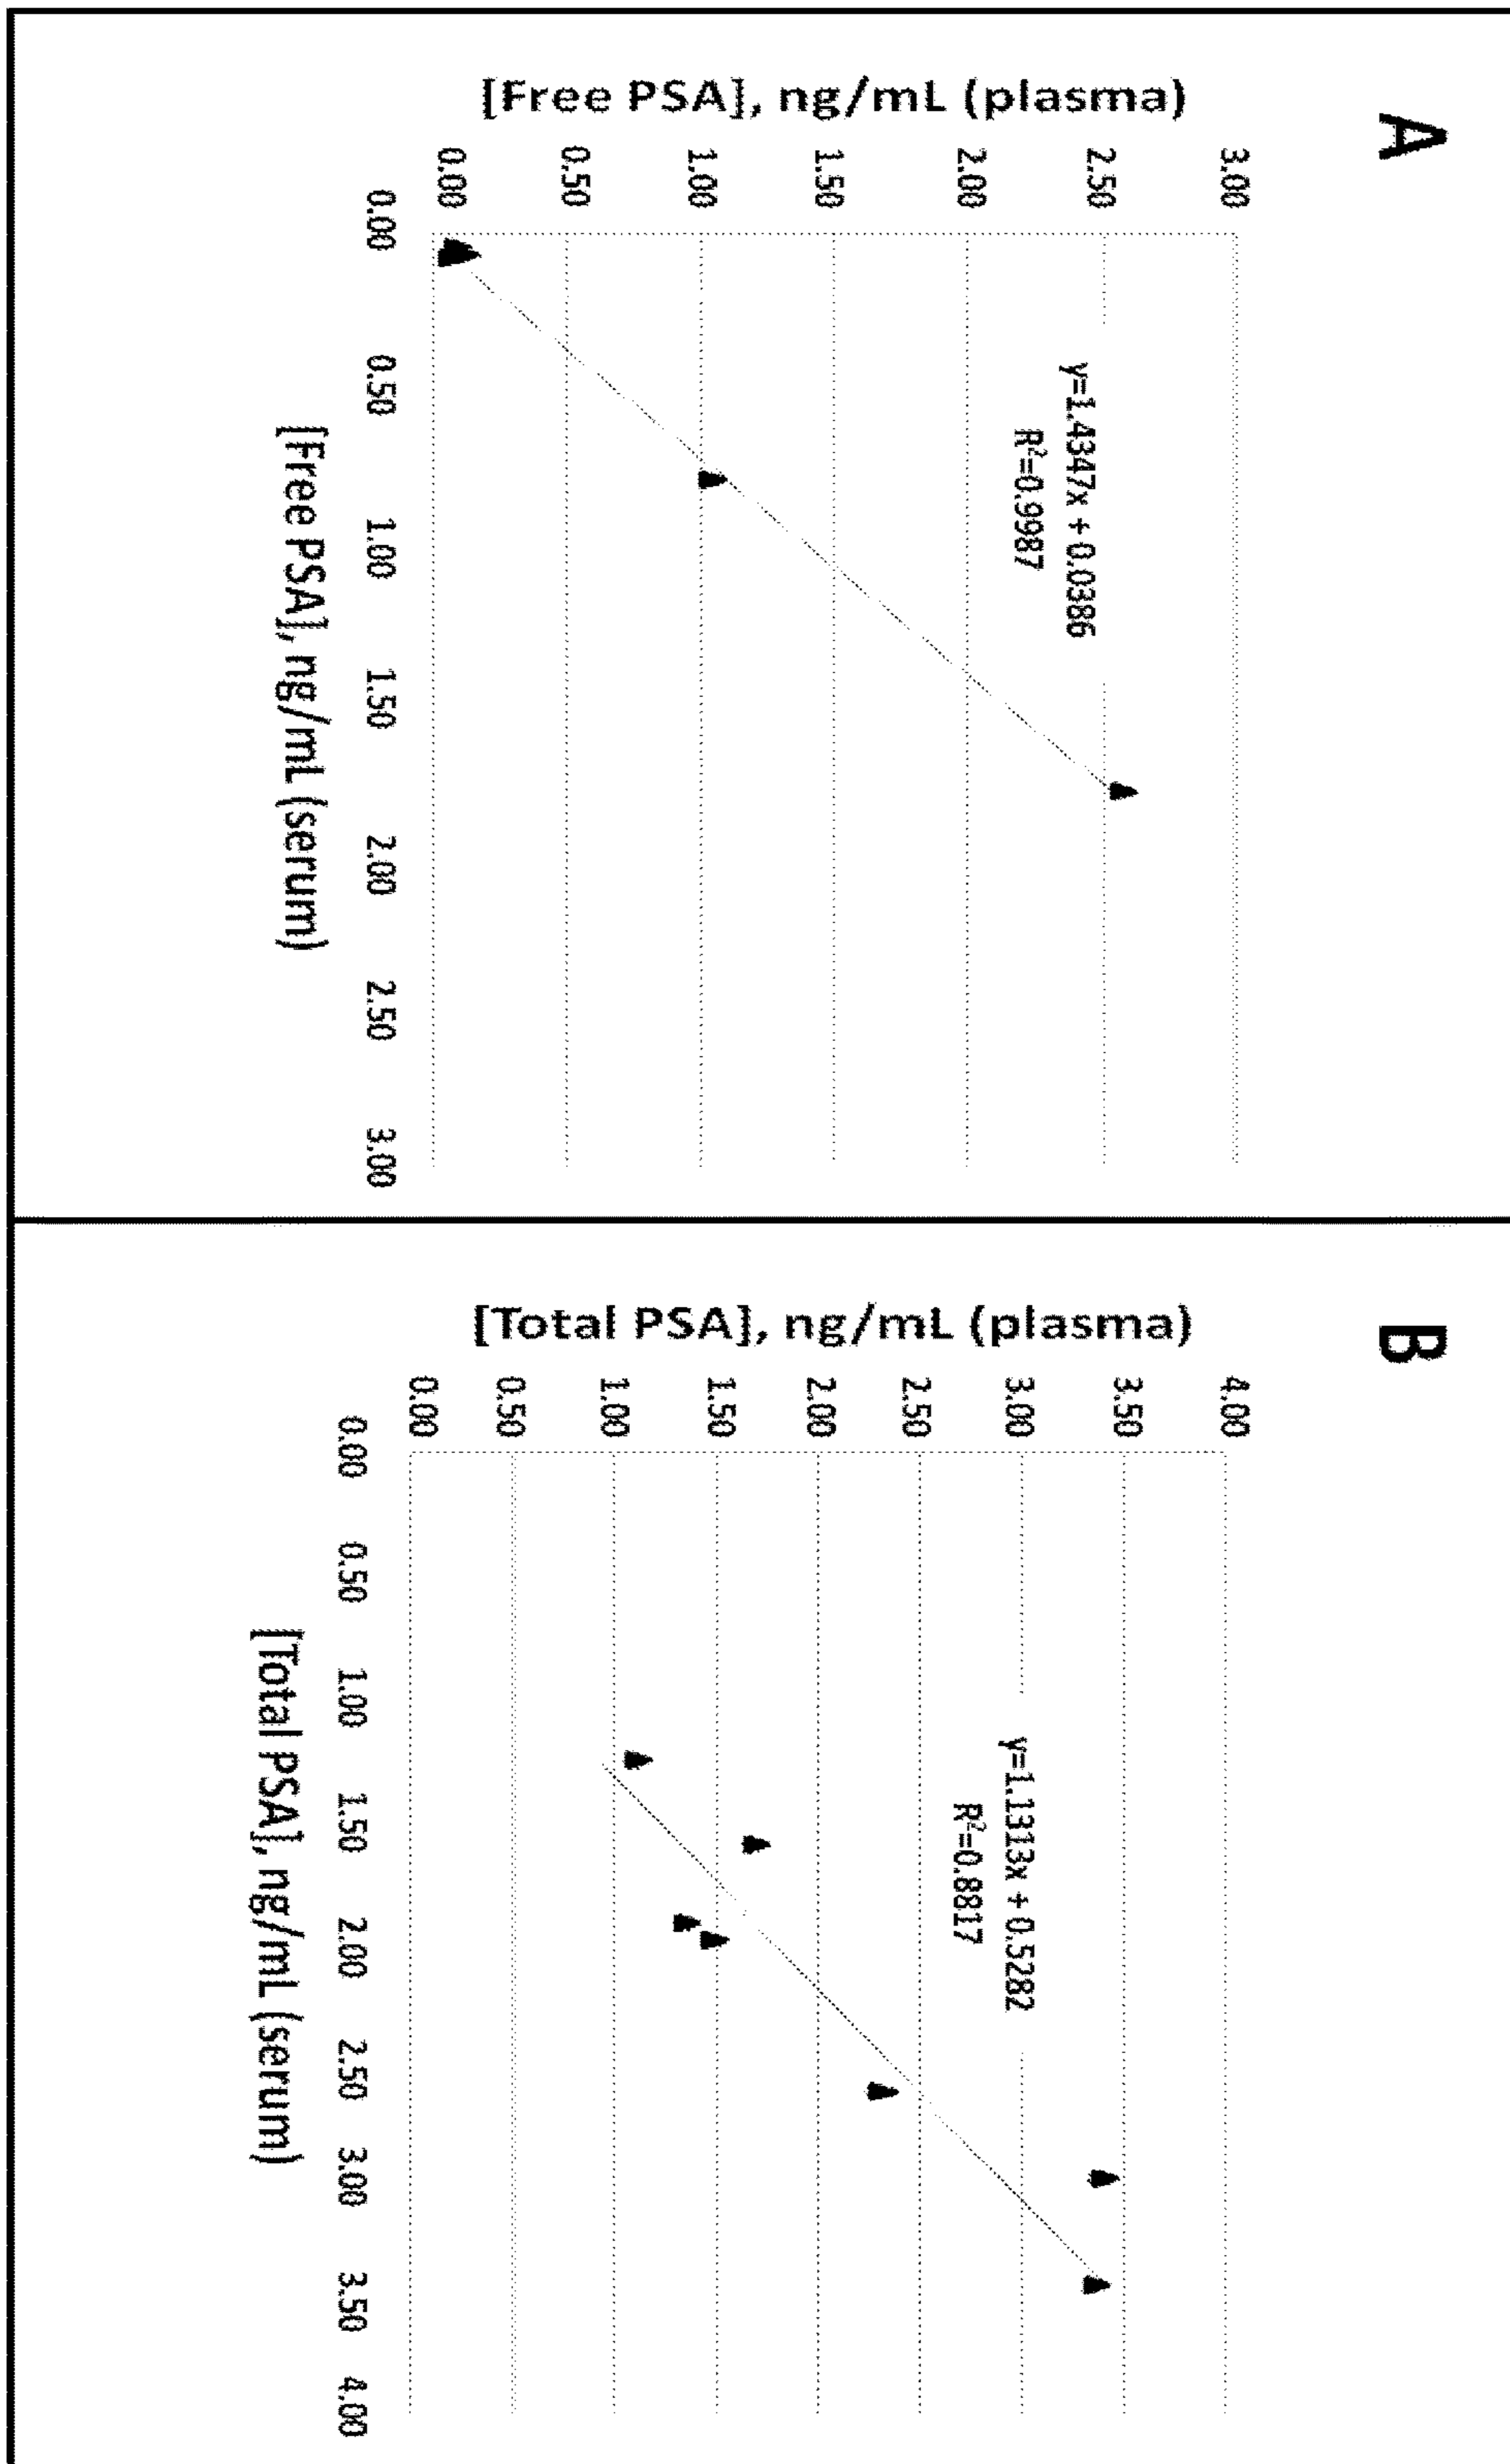 A
[Free PSA], ng/mL (plasma)
3.00
2.50
2.00
1.50
1.00
0.50
0.00
y=1.4347x + 0.0386
R²=0.9987
0.00 0.50 1.00 1.50 2.00 2.50 3.00
[Free PSA], ng/mL (serum)
B
[Total PSA], ng/mL (plasma)
4.00
3.50
3.00
2.50
2.00
1.50
1.00
0.50
0.00
y=1.1313x + 0.5282
R²=0.8817
0.00 0.50 1.00 1.50 2.00 2.50 3.00 3.50 4.00
[Total PSA], ng/mL (serum)